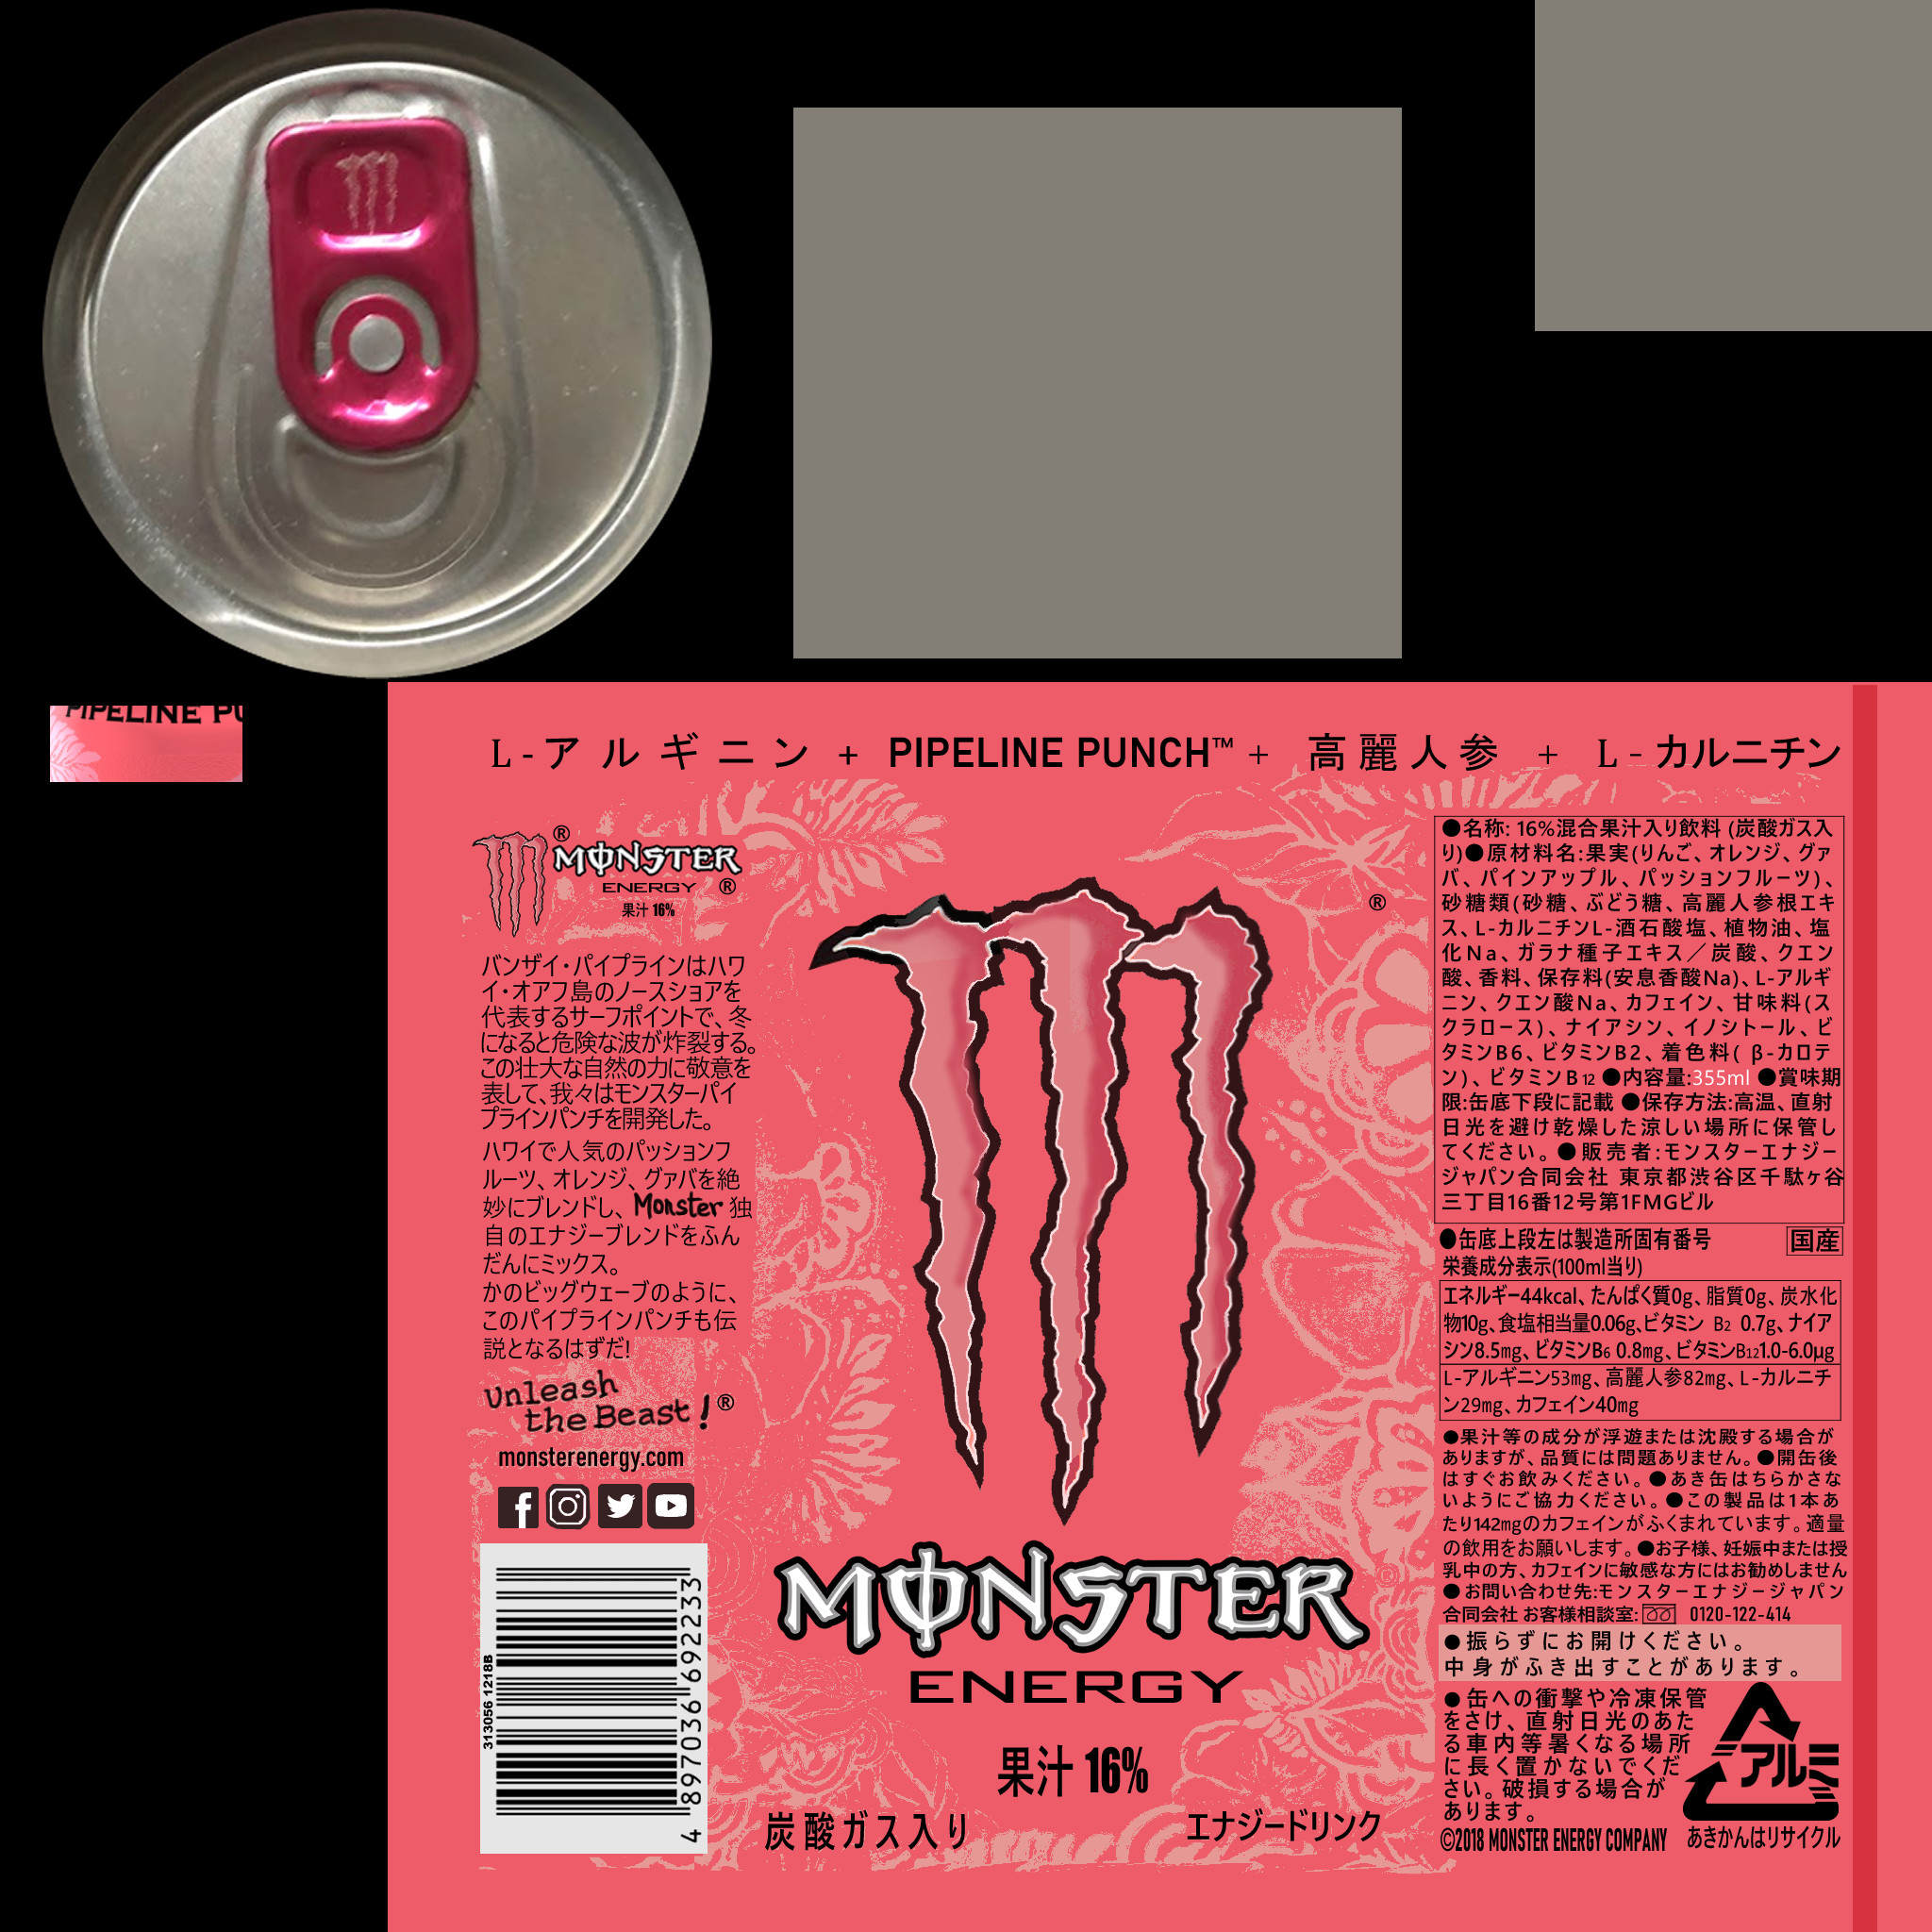 PIPELINE PU
L-アルギニン + PIPELINE PUNCH™ + 高麗人参 + L-カルニチン
®
MONSTER
ENERGY ®
果汁 16%
バンザイ・パイプラインはハワ
イ・オアフ島のノースショアを
代表するサーフポイントで、冬
になると危険な波が炸裂する。
この壮大な自然の力に敬意を
表して、我々はモンスターパイ
プラインパンチを開発した。
ハワイで人気のパッションフ
ルーツ、オレンジ、グァバを絶
妙にブレンドし、Monster 独
自のエナジーブレンドをふん
だんにミックス。
かのビッグウェーブのように、
このパイプラインパンチも伝
説となるはずだ!
Unleash
the Beast! ®
monsterenergy.com
313056 1218B
4 897036 692233
®
MONSTER ®
ENERGY
果汁 16%
炭酸ガス入り
エナジードリンク
●名称: 16%混合果汁入り飲料 (炭酸ガス入
り)●原材料名:果実(りんご、オレンジ、グァ
バ、パインアップル、パッションフルーツ)、
砂糖類(砂糖、ぶどう糖、高麗人参根エキ
ス、L-カルニチンL-酒石酸塩、植物油、塩
化Na、ガラナ種子エキス／炭酸、クエン
酸、香料、保存料(安息香酸Na)、L-アルギ
ニン、クエン酸Na、カフェイン、甘味料(ス
クラロース)、ナイアシン、イノシトール、ビ
タミンB6、ビタミンB2、着色料( β-カロテ
ン)、ビタミンB12 ●内容量:355ml ●賞味期
限:缶底下段に記載 ●保存方法:高温、直射
日光を避け乾燥した涼しい場所に保管し
てください。●販売者:モンスターエナジー
ジャパン合同会社 東京都渋谷区千駄ヶ谷
三丁目16番12号第1FMGビル
●缶底上段左は製造所固有番号 国産
栄養成分表示(100ml当り)
エネルギー44kcal、たんぱく質0g、脂質0g、炭水化
物10g、食塩相当量0.06g、ビタミン B2 0.7g、ナイア
シン8.5mg、ビタミンB6 0.8mg、ビタミンB12 1.0-6.0μg
L-アルギニン53mg、高麗人参82mg、L-カルニチ
ン29mg、カフェイン40mg
●果汁等の成分が浮遊または沈殿する場合が
ありますが、品質には問題ありません。●開缶後
はすぐお飲みください。●あき缶はちらかさな
いようにご協力ください。●この製品は1本あ
たり142mgのカフェインがふくまれています。適量
の飲用をお願いします。●お子様、妊娠中または授
乳中の方、カフェインに敏感な方にはお勧めしません
●お問い合わせ先:モンスターエナジージャパン
合同会社 お客様相談室: 0120-122-414
●振らずにお開けください。
中身がふき出すことがあります。
●缶への衝撃や冷凍保管
をさけ、直射日光のあた
る車内等暑くなる場所
に長く置かないでくだ
さい。破損する場合が
あります。
アルミ
©2018 MONSTER ENERGY COMPANY あきかんはリサイクル